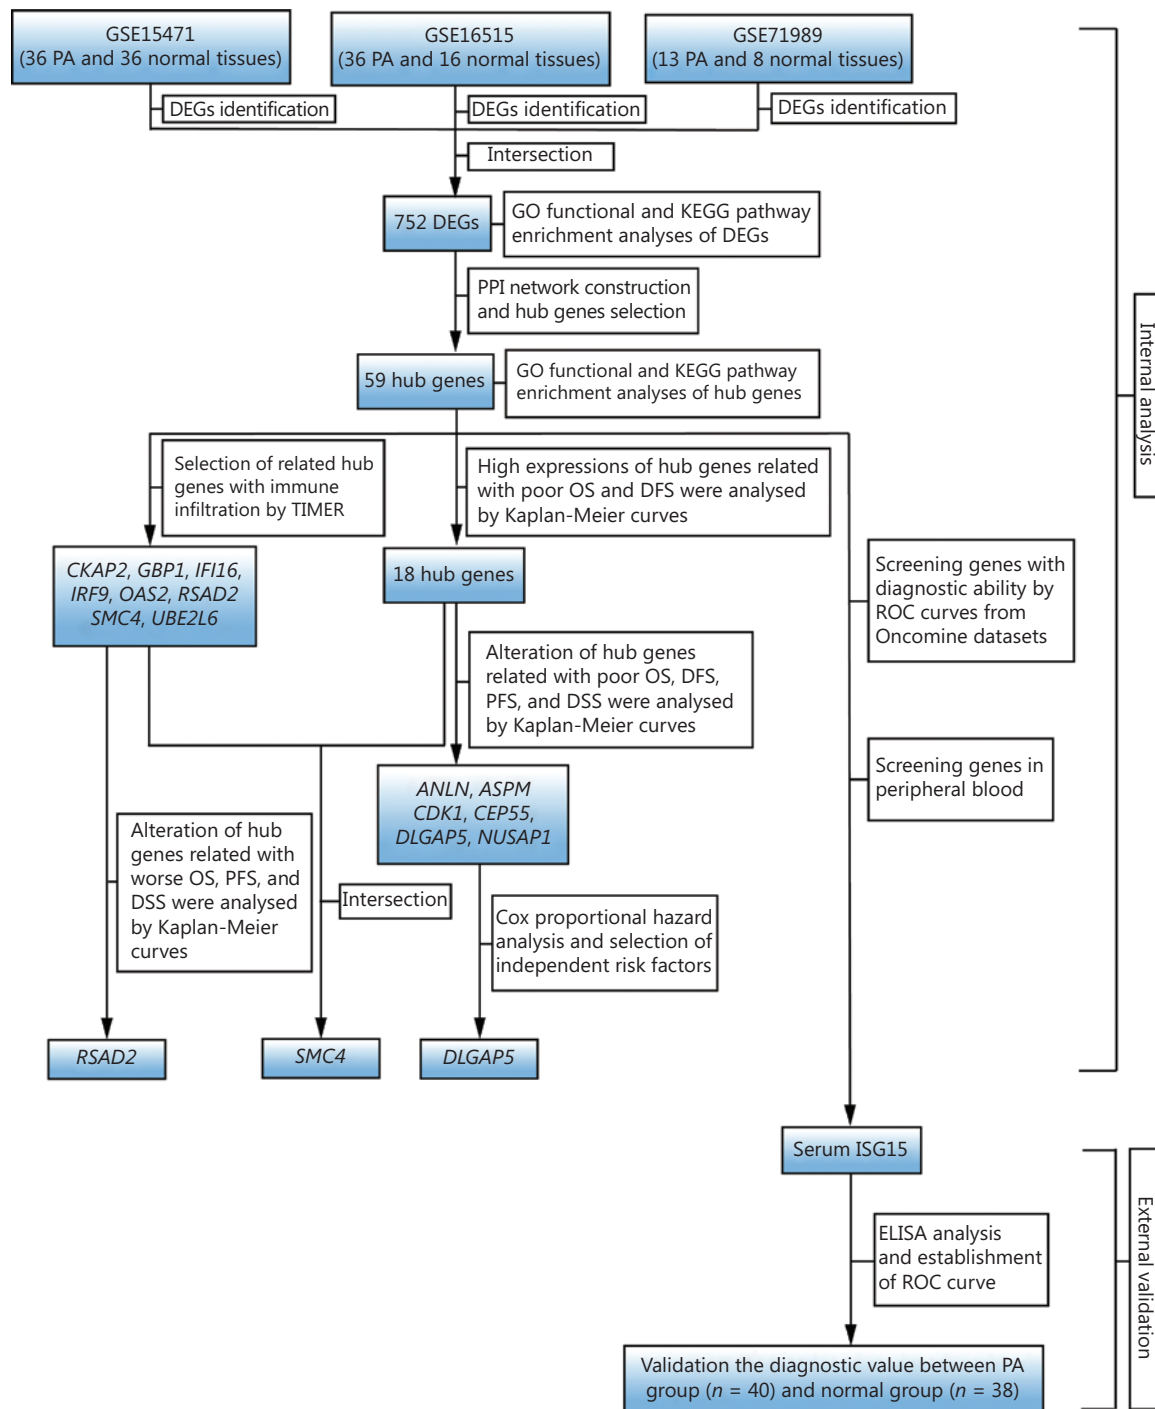 GSE15471
(36 PA and 36 normal tissues)
GSE16515
(36 PA and 16 normal tissues)
GSE71989
(13 PA and 8 normal tissues)
DEGs identification
DEGs identification
DEGs identification
Intersection
752 DEGs
GO functional and KEGG pathway
enrichment analyses of DEGs
PPI network construction
and hub genes selection
59 hub genes
GO functional and KEGG pathway
enrichment analyses of hub genes
Internal analysis
Selection of related hub
genes with immune
infiltration by TIMER
High expressions of hub genes related
with poor OS and DFS were analysed
by Kaplan-Meier curves
CKAP2, GBP1, IFI16,
IRF9, OAS2, RSAD2
SMC4, UBE2L6
18 hub genes
Screening genes with
diagnostic ability by
ROC curves from
Oncomine datasets
Alteration of hub genes
related with poor OS, DFS,
PFS, and DSS were analysed
by Kaplan-Meier curves
Screening genes in
peripheral blood
ANLN, ASPM
CDK1, CEP55,
DLGAP5, NUSAP1
Alteration of hub
genes related with
worse OS, PFS, and
DSS were analysed
by Kaplan-Meier
curves
Intersection
Cox proportional hazard
analysis and selection of
independent risk factors
RSAD2
SMC4
DLGAP5
Serum ISG15
ELISA analysis
and establishment
of ROC curve
External validation
Validation the diagnostic value between PA
group (n = 40) and normal group (n = 38)